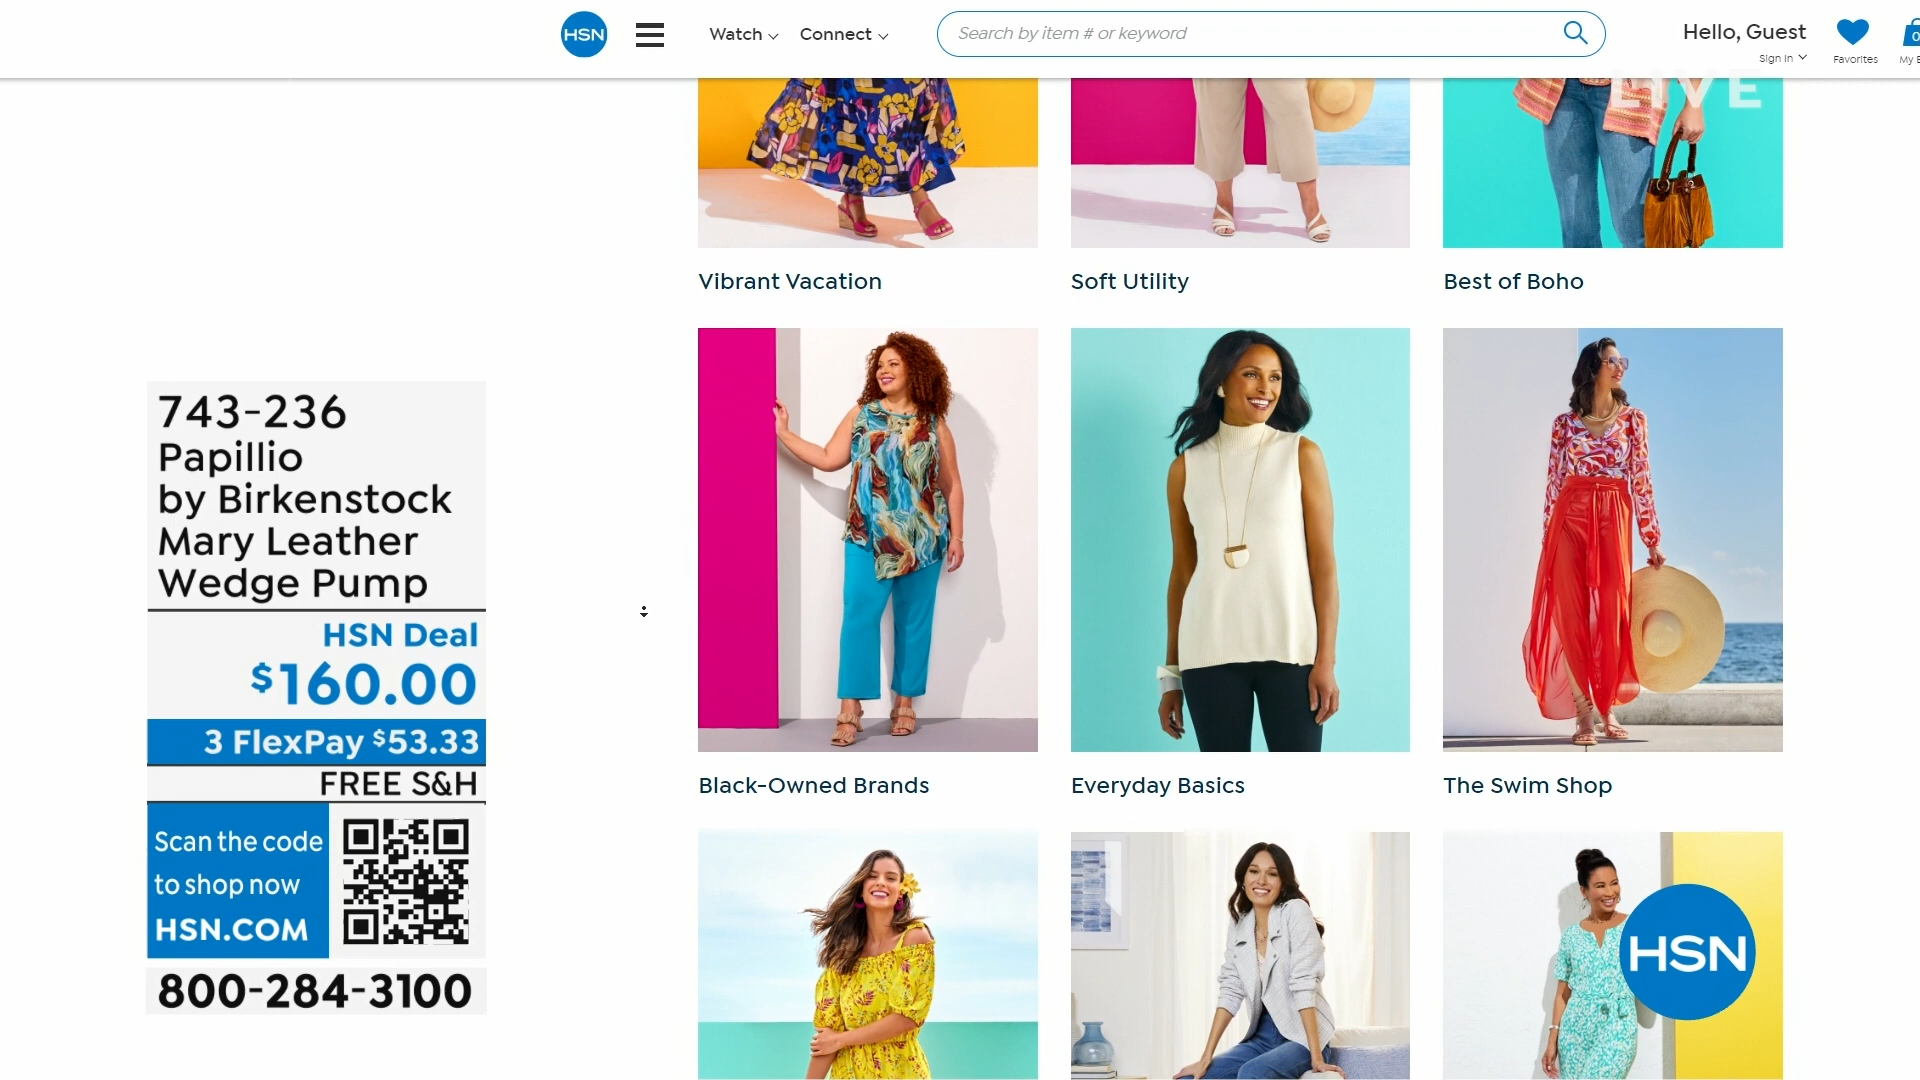 HSN
Watch
Connect
Search by item # or keyword
Hello, Guest
Sign In
Favorites
0
My
LIVE
Vibrant Vacation
Soft Utility
Best of Boho
743-236
Papillio
by Birkenstock
Mary Leather
Wedge Pump
HSN Deal
$160.00
3 FlexPay $53.33
FREE S&H
Scan the code
to shop now
HSN.COM
800-284-3100
Black-Owned Brands
Everyday Basics
The Swim Shop
HSN